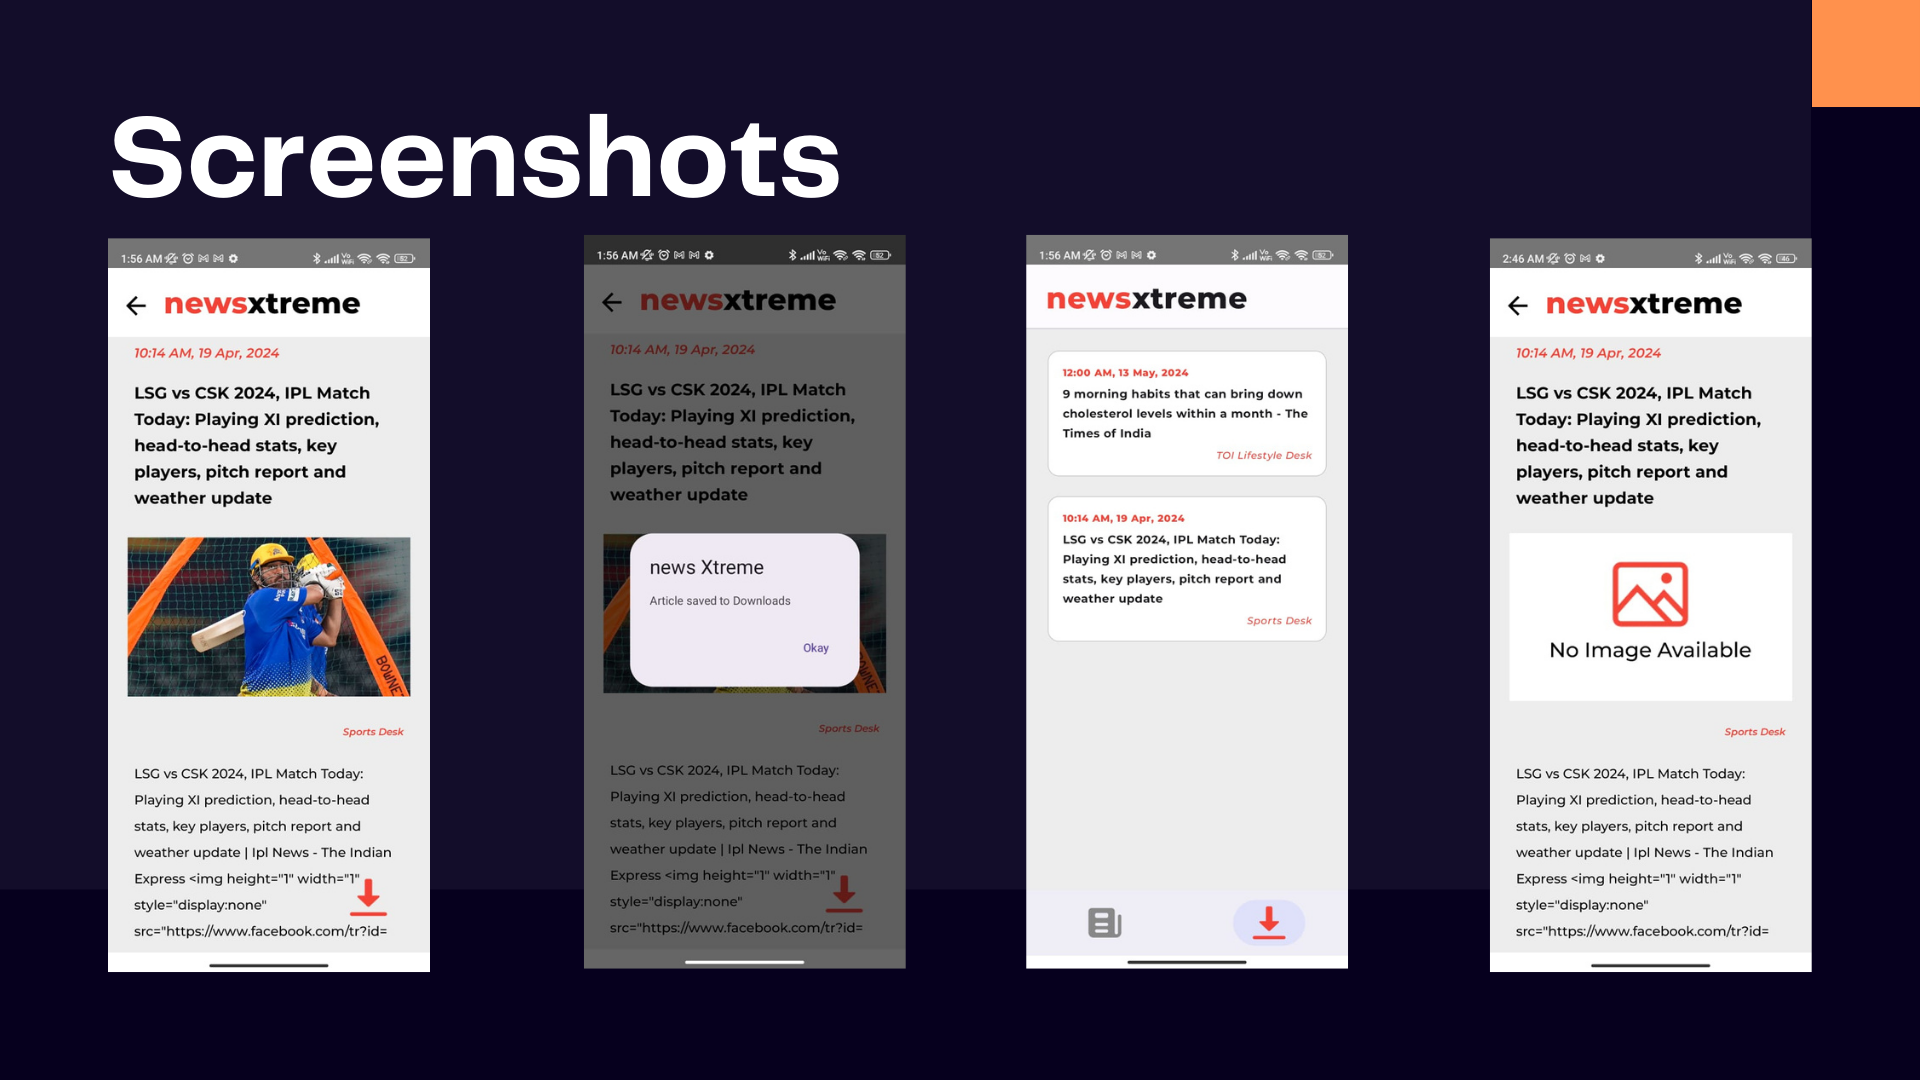 Screenshots
1:56 AM
newsxtreme
10:14 AM, 19 Apr, 2024
LSG vs CSK 2024, IPL Match
Today: Playing XI prediction,
head-to-head stats, key
players, pitch report and
weather update
BOWNET
Sports Desk
LSG vs CSK 2024, IPL Match Today:
Playing XI prediction, head-to-head
stats, key players, pitch report and
weather update | Ipl News - The Indian
Express <img height="1" width="1"
style="display:none"
src="https://www.facebook.com/tr?id=
1:56 AM
newsxtreme
10:14 AM, 19 Apr, 2024
LSG vs CSK 2024, IPL Match
Today: Playing XI prediction,
head-to-head stats, key
players, pitch report and
weather update
news Xtreme
Article saved to Downloads
Okay
Sports Desk
LSG vs CSK 2024, IPL Match Today:
Playing XI prediction, head-to-head
stats, key players, pitch report and
weather update | Ipl News - The Indian
Express <img height="1" width="1"
style="display:none"
src="https://www.facebook.com/tr?id=
1:56 AM
newsxtreme
12:00 AM, 13 May, 2024
9 morning habits that can bring down
cholesterol levels within a month - The
Times of India
TOI Lifestyle Desk
10:14 AM, 19 Apr, 2024
LSG vs CSK 2024, IPL Match Today:
Playing XI prediction, head-to-head
stats, key players, pitch report and
weather update
Sports Desk
2:46 AM
newsxtreme
10:14 AM, 19 Apr, 2024
LSG vs CSK 2024, IPL Match
Today: Playing XI prediction,
head-to-head stats, key
players, pitch report and
weather update
No Image Available
Sports Desk
LSG vs CSK 2024, IPL Match Today:
Playing XI prediction, head-to-head
stats, key players, pitch report and
weather update | Ipl News - The Indian
Express <img height="1" width="1"
style="display:none"
src="https://www.facebook.com/tr?id=